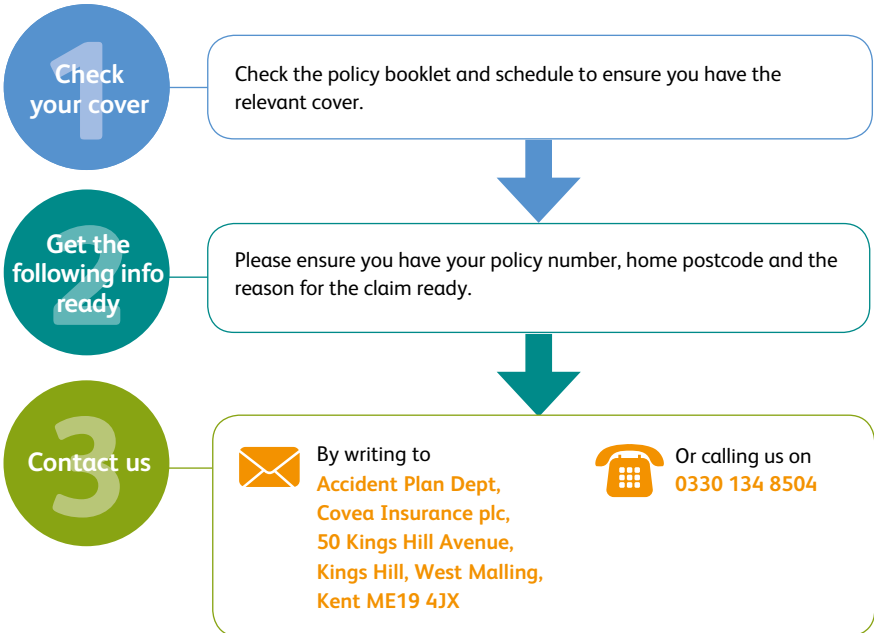 1
Check
your cover
Check the policy booklet and schedule to ensure you have the
relevant cover.
2
Get the
following info
ready
Please ensure you have your policy number, home postcode and the
reason for the claim ready.
3
Contact us
By writing to
Accident Plan Dept,
Covea Insurance plc,
50 Kings Hill Avenue,
Kings Hill, West Malling,
Kent ME19 4JX
Or calling us on
0330 134 8504